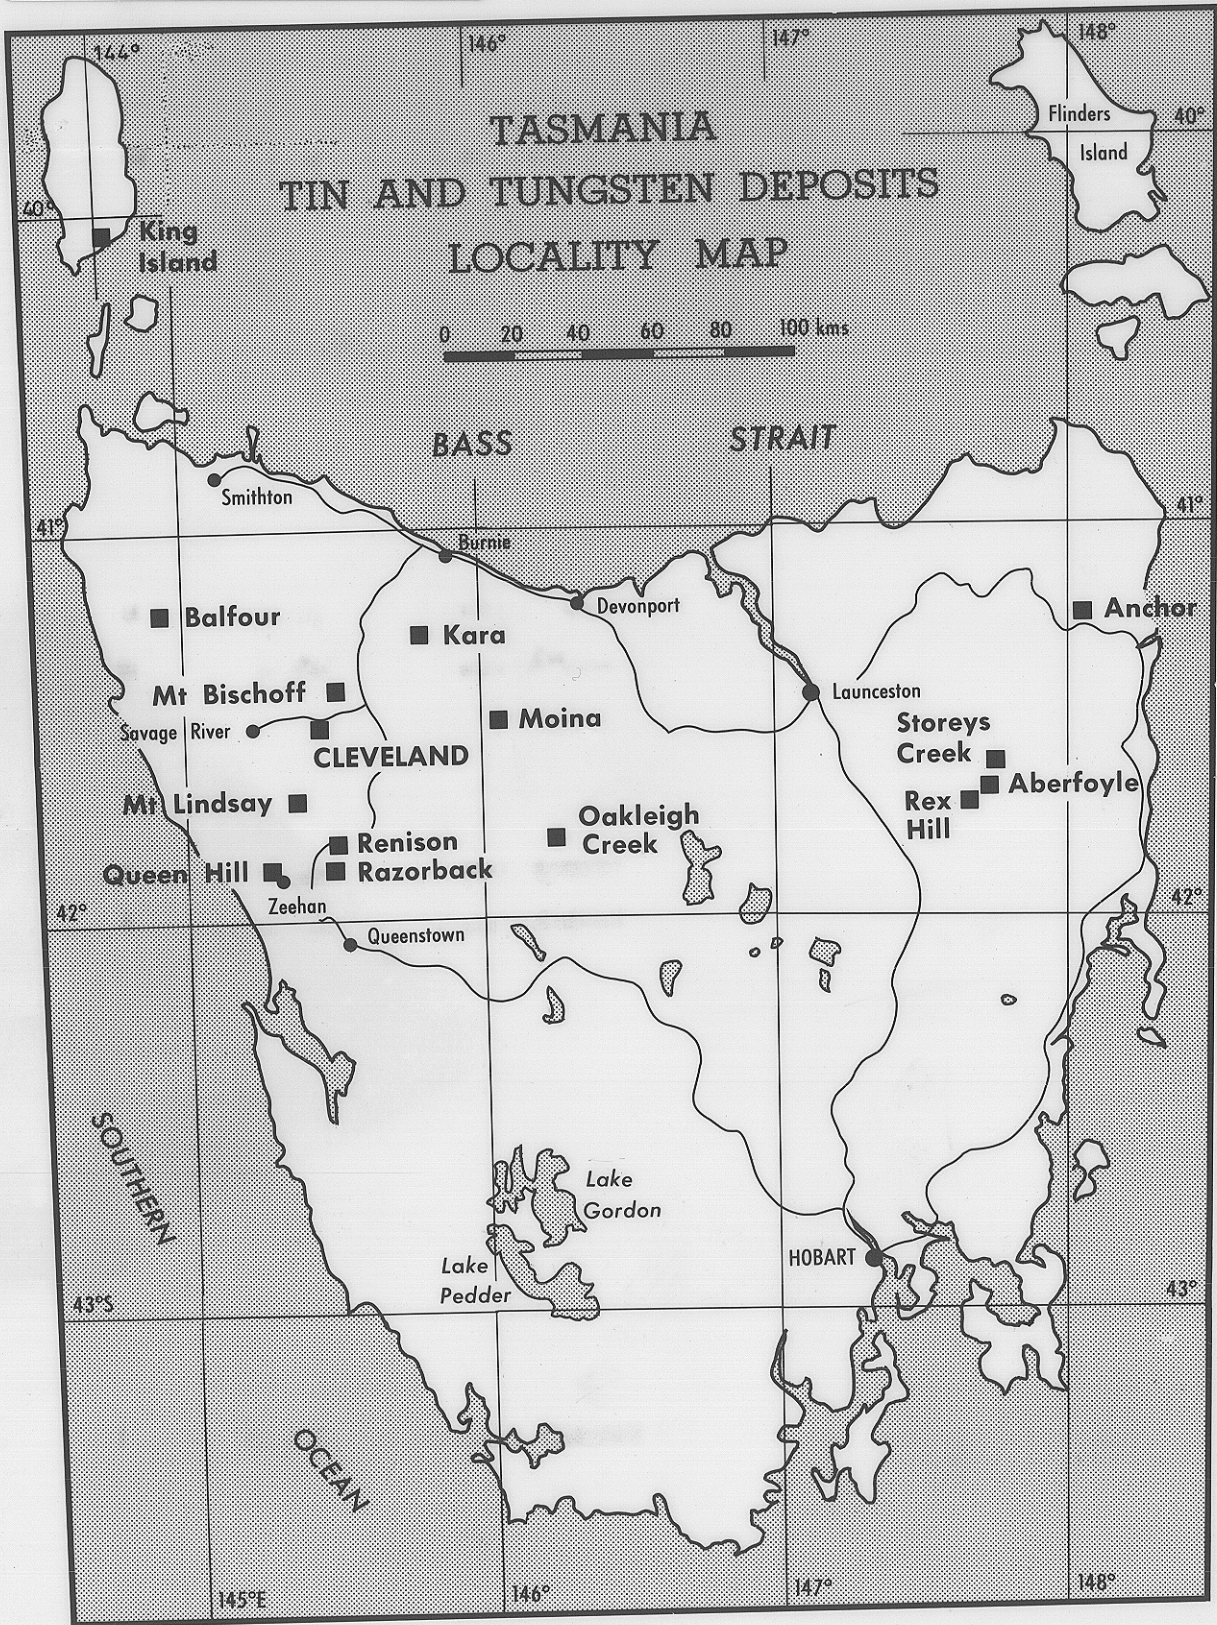 144°
146°
147°
148°
TASMANIA
TIN AND TUNGSTEN DEPOSITS
LOCALITY MAP
Flinders
Island
40°
40°
King
Island
0 20 40 60 80 100 kms
BASS STRAIT
Smithton
41°
41°
Burnie
Devonport
Balfour
Kara
Anchor
Mt Bischoff
Launceston
Savage River
Moina
CLEVELAND
Storeys
Creek
Aberfoyle
Mt Lindsay
Rex
Hill
Oakleigh
Creek
Renison
Razorback
Queen Hill
Zeehan
42°
42°
Queenstown
SOUTHERN
OCEAN
Lake
Gordon
Lake
Pedder
HOBART
43°S
43°
145°E
146°
147°
148°